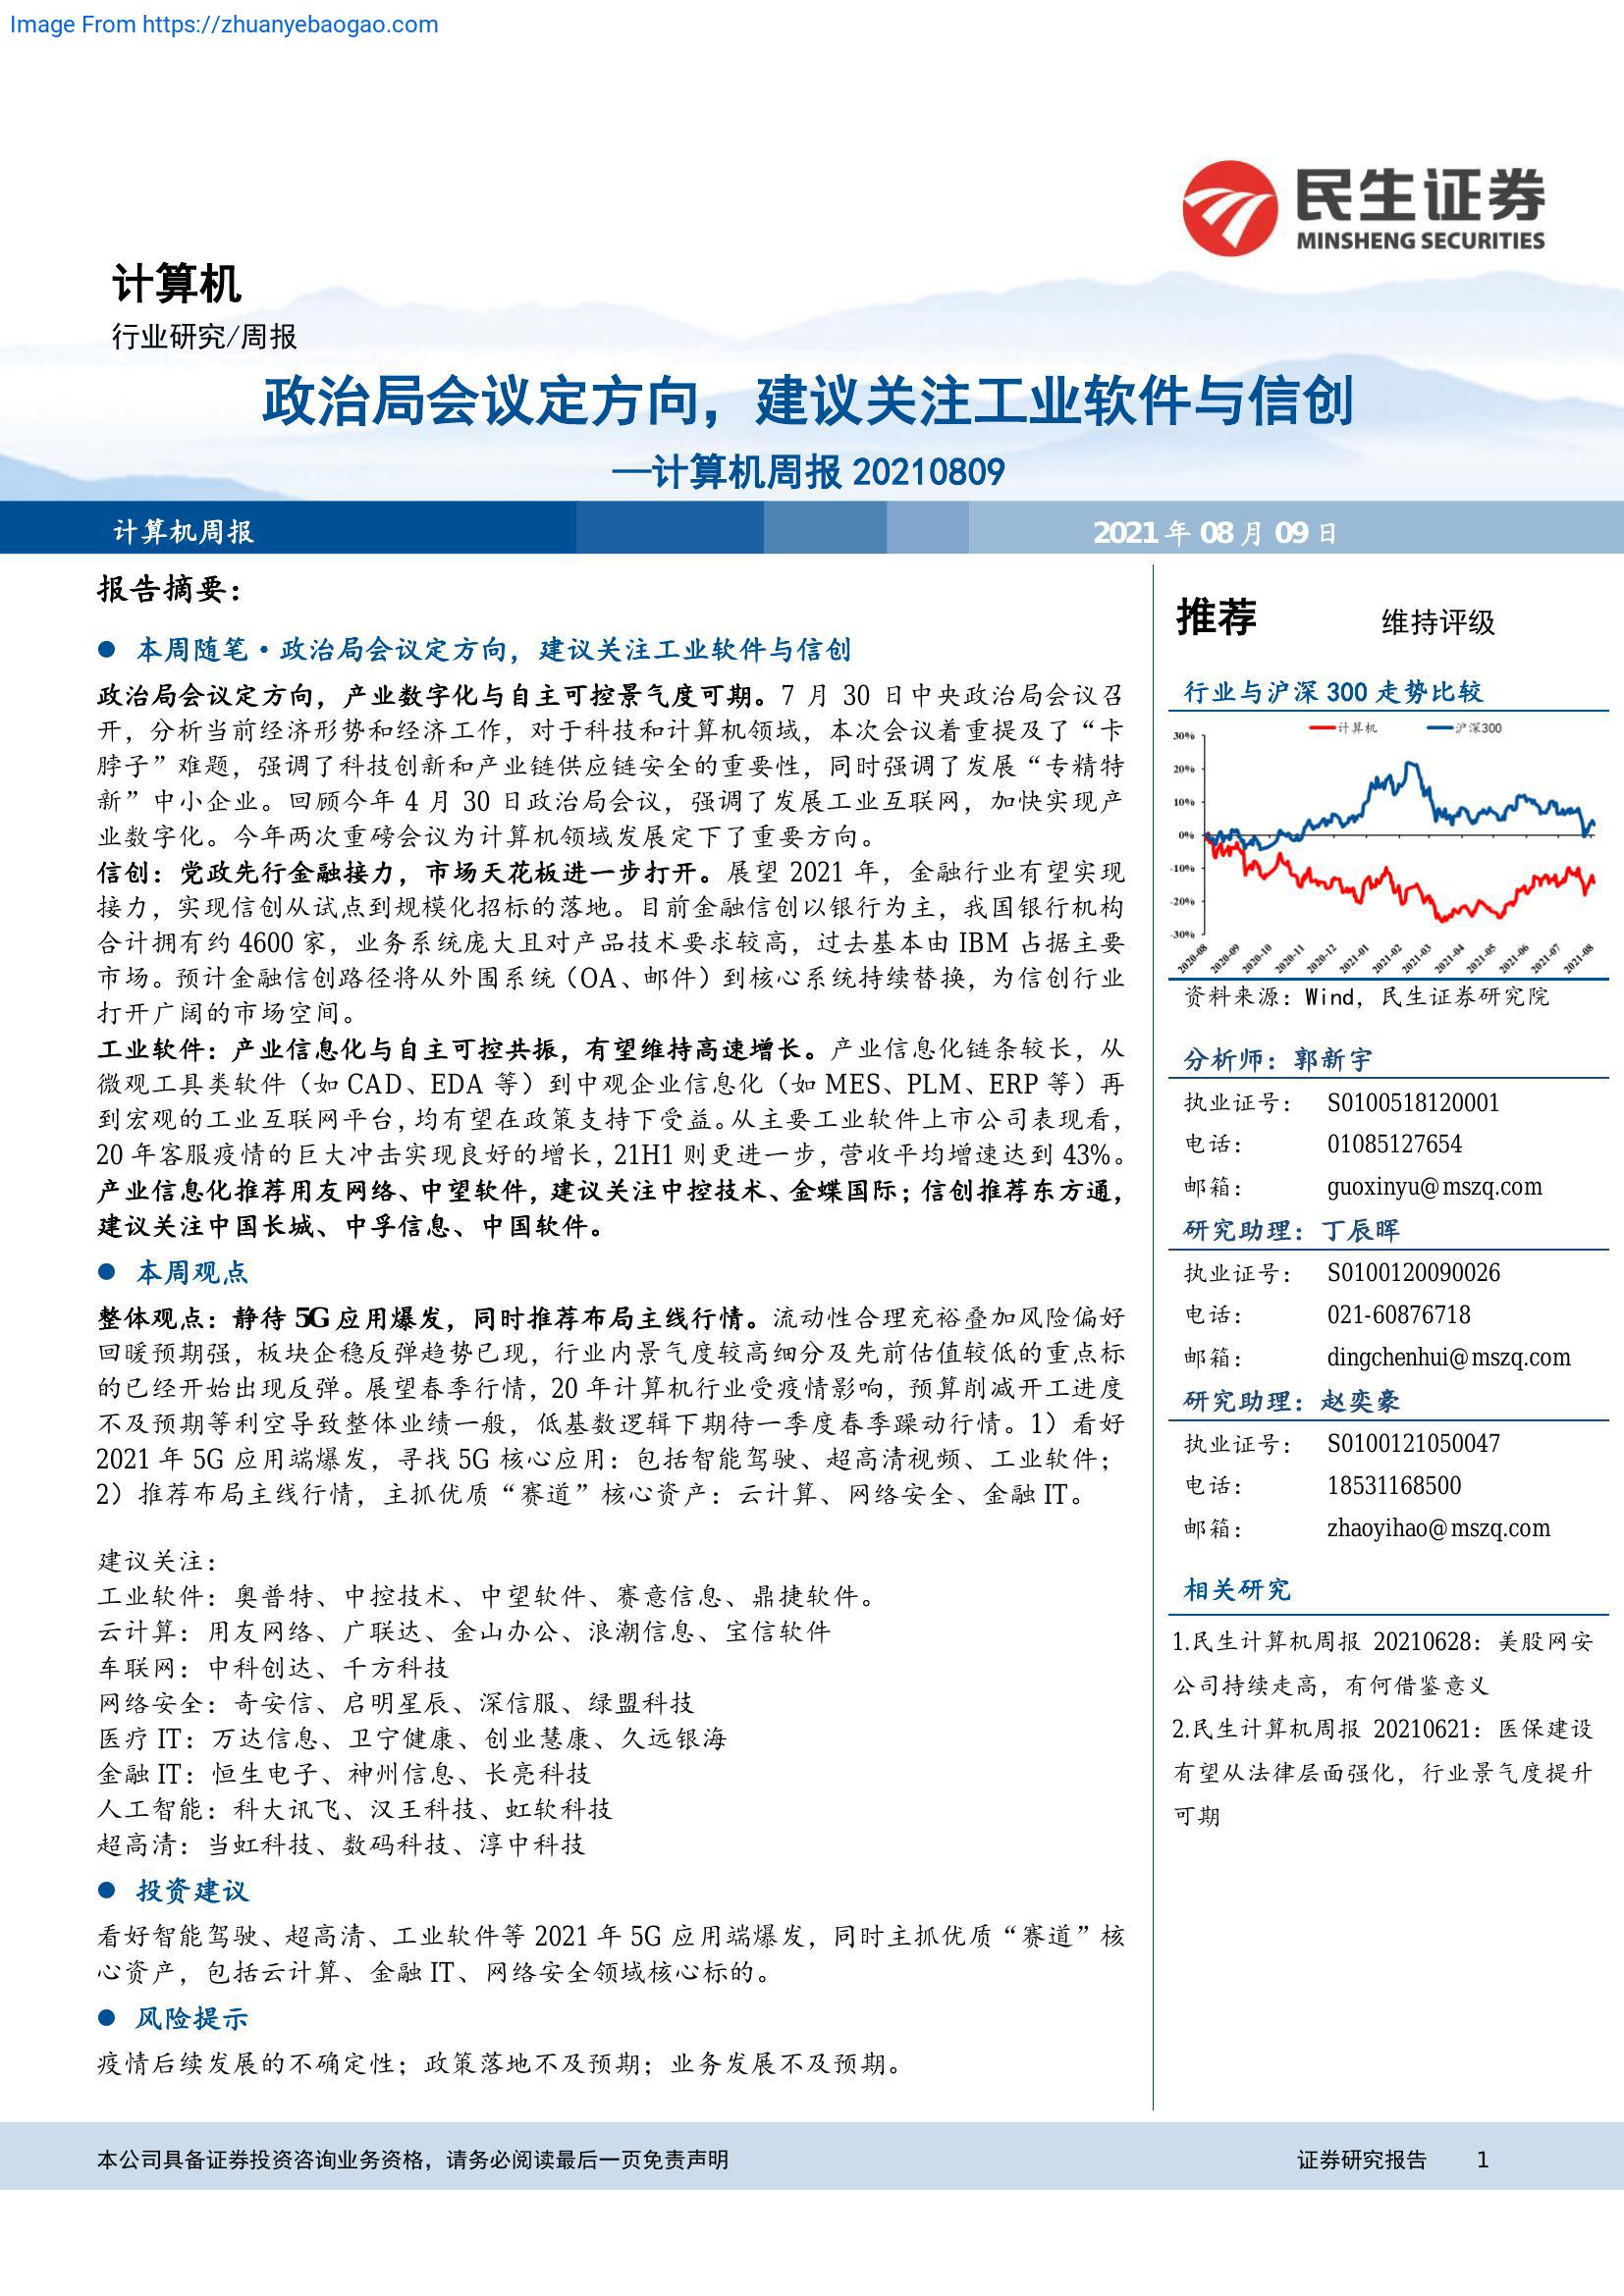 Image From https://zhuanyebaogao.com
民生证券
MINSHENG SECURITIES
计算机
行业研究/周报
政治局会议定方向，建议关注工业软件与信创
—计算机周报 20210809
计算机周报
2021 年 08 月 09 日
报告摘要：
● 本周随笔·政治局会议定方向，建议关注工业软件与信创
政治局会议定方向，产业数字化与自主可控景气度可期。7 月 30 日中央政治局会议召
开，分析当前经济形势和经济工作，对于科技和计算机领域，本次会议着重提及了“卡
脖子”难题，强调了科技创新和产业链供应链安全的重要性，同时强调了发展“专精特
新”中小企业。回顾今年 4 月 30 日政治局会议，强调了发展工业互联网，加快实现产
业数字化。今年两次重磅会议为计算机领域发展定下了重要方向。
信创：党政先行金融接力，市场天花板进一步打开。展望 2021 年，金融行业有望实现
接力，实现信创从试点到规模化招标的落地。目前金融信创以银行为主，我国银行机构
合计拥有约 4600 家，业务系统庞大且对产品技术要求较高，过去基本由 IBM 占据主要
市场。预计金融信创路径将从外围系统（OA、邮件）到核心系统持续替换，为信创行业
打开广阔的市场空间。
工业软件：产业信息化与自主可控共振，有望维持高速增长。产业信息化链条较长，从
微观工具类软件（如 CAD、EDA 等）到中观企业信息化（如 MES、PLM、ERP 等）再
到宏观的工业互联网平台，均有望在政策支持下受益。从主要工业软件上市公司表现看，
20 年客服疫情的巨大冲击实现良好的增长，21H1 则更进一步，营收平均增速达到 43%。
产业信息化推荐用友网络、中望软件，建议关注中控技术、金蝶国际；信创推荐东方通，
建议关注中国长城、中孚信息、中国软件。
● 本周观点
整体观点：静待 5G 应用爆发，同时推荐布局主线行情。流动性合理充裕叠加风险偏好
回暖预期强，板块企稳反弹趋势已现，行业内景气度较高细分及先前估值较低的重点标
的已经开始出现反弹。展望春季行情，20 年计算机行业受疫情影响，预算削减开工进度
不及预期等利空导致整体业绩一般，低基数逻辑下期待一季度春季躁动行情。1）看好
2021 年 5G 应用端爆发，寻找 5G 核心应用：包括智能驾驶、超高清视频、工业软件；
2）推荐布局主线行情，主抓优质“赛道”核心资产：云计算、网络安全、金融 IT。
建议关注：
工业软件：奥普特、中控技术、中望软件、赛意信息、鼎捷软件。
云计算：用友网络、广联达、金山办公、浪潮信息、宝信软件
车联网：中科创达、千方科技
网络安全：奇安信、启明星辰、深信服、绿盟科技
医疗 IT：万达信息、卫宁健康、创业慧康、久远银海
金融 IT：恒生电子、神州信息、长亮科技
人工智能：科大讯飞、汉王科技、虹软科技
超高清：当虹科技、数码科技、淳中科技
● 投资建议
看好智能驾驶、超高清、工业软件等 2021 年 5G 应用端爆发，同时主抓优质“赛道”核
心资产，包括云计算、金融 IT、网络安全领域核心标的。
● 风险提示
疫情后续发展的不确定性；政策落地不及预期；业务发展不及预期。
推荐 维持评级
行业与沪深 300 走势比较
计算机 沪深300
30%
20%
10%
0%
-10%
-20%
-30%
2020-08 2020-09 2020-10 2020-11 2020-12 2021-01 2021-02 2021-03 2021-04 2021-05 2021-06 2021-07 2021-08
资料来源：Wind，民生证券研究院
分析师：郭新宇
执业证号： S0100518120001
电话： 01085127654
邮箱： guoxinyu@mszq.com
研究助理：丁辰晖
执业证号： S0100120090026
电话： 021-60876718
邮箱： dingchenhui@mszq.com
研究助理：赵奕豪
执业证号： S0100121050047
电话： 18531168500
邮箱： zhaoyihao@mszq.com
相关研究
1.民生计算机周报 20210628：美股网安
公司持续走高，有何借鉴意义
2.民生计算机周报 20210621：医保建设
有望从法律层面强化，行业景气度提升
可期
本公司具备证券投资咨询业务资格，请务必阅读最后一页免责声明
证券研究报告 1